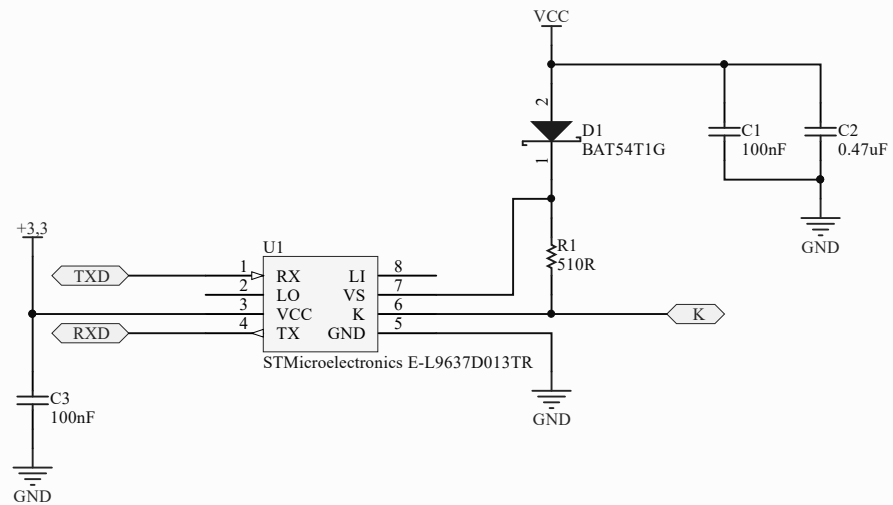 VCC
2
D1
BAT54T1G
1
C1
100nF
C2
0.47uF
GND
+3,3
U1
R1
510R
TXD
1
RX
LI
8
2
LO
VS
7
3
VCC
K
6
K
RXD
4
TX
GND
5
STMicroelectronics E-L9637D013TR
C3
100nF
GND
GND